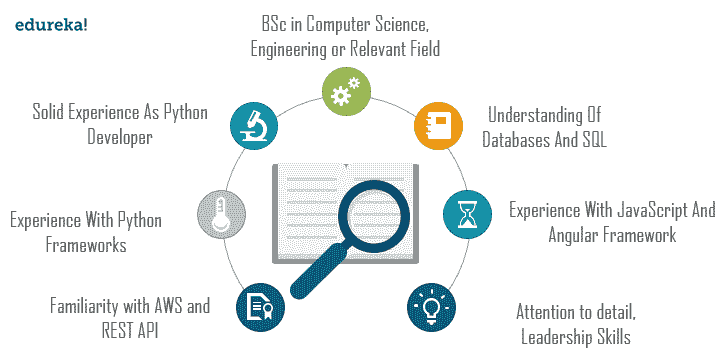 edureka!
BSc in Computer Science,
Engineering or Relevant Field
Solid Experience As Python
Developer
Understanding Of
Databases And SQL
Experience With Python
Frameworks
Experience With JavaScript And
Angular Framework
Familiarity with AWS and
REST API
Attention to detail,
Leadership Skills